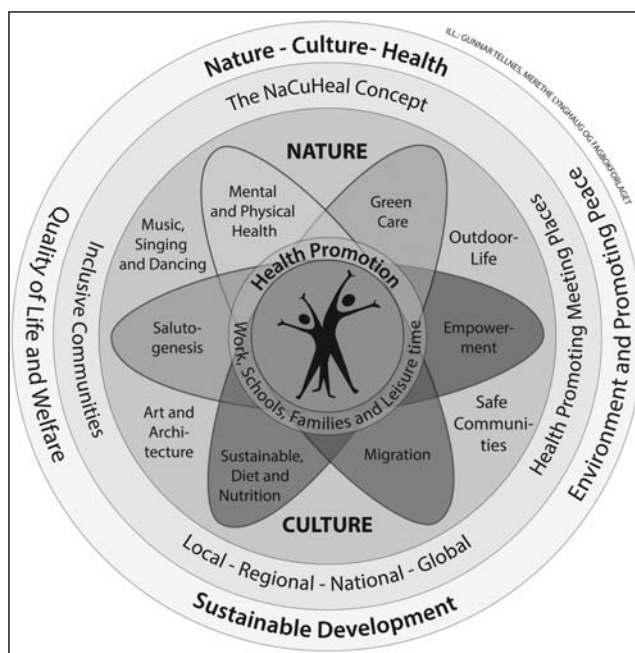 ILL.: GUNNAR TELLNES, MERETHE LYNGHAUG OG FAGBOKFORLAGET
Nature - Culture- Health
The NaCuHeal Concept
NATURE
Mental
and Physical
Health
Green
Care
Music,
Singing
and Dancing
Outdoor-
Life
Quality of Life and Welfare
Inclusive Communities
Health Promoting Meeting Places
Environment and Promoting Peace
Health Promotion
Work, Schools, Families and Leisure time
Saluto-
genesis
Empower-
ment
Art and
Archi-
tecture
Safe
Communi-
ties
Sustainable,
Diet and
Nutrition
Migration
CULTURE
Local - Regional - National - Global
Sustainable Development